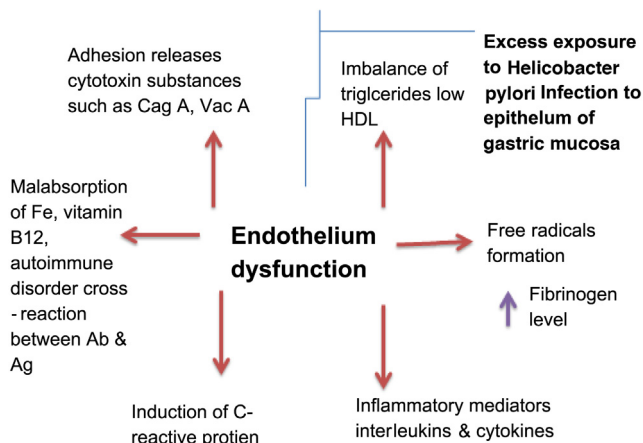 Adhesion releases
cytotoxin substances
such as Cag A, Vac A
Imbalance of
triglcerides low
HDL
Excess exposure
to Helicobacter
pylori Infection to
epithelum of
gastric mucosa
Malabsorption
of Fe, vitamin
B12,
autoimmune
disorder cross
-reaction
between Ab &
Ag
Endothelium
dysfunction
Free radicals
formation
Fibrinogen
level
Induction of C-
reactive protien
Inflammatory mediators
interleukins & cytokines